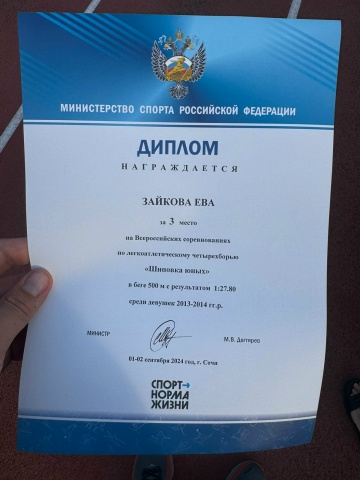 МИНИСТЕРСТВО СПОРТА РОССИЙСКОЙ ФЕДЕРАЦИИ
ДИПЛОМ
НАГРАЖДАЕТСЯ
ЗАЙКОВА ЕВА
за 3 место
на Всероссийских соревнованиях
по легкоатлетическому четырехборью
«Шиповка юных»
в беге 500 м с результатом 1:27.80
среди девушек 2013-2014 гг.р.
МИНИСТР М.В. Дегтярев
01-02 сентября 2024 год, г. Сочи
СПОРТ→
НОРМА
ЖИЗНИ